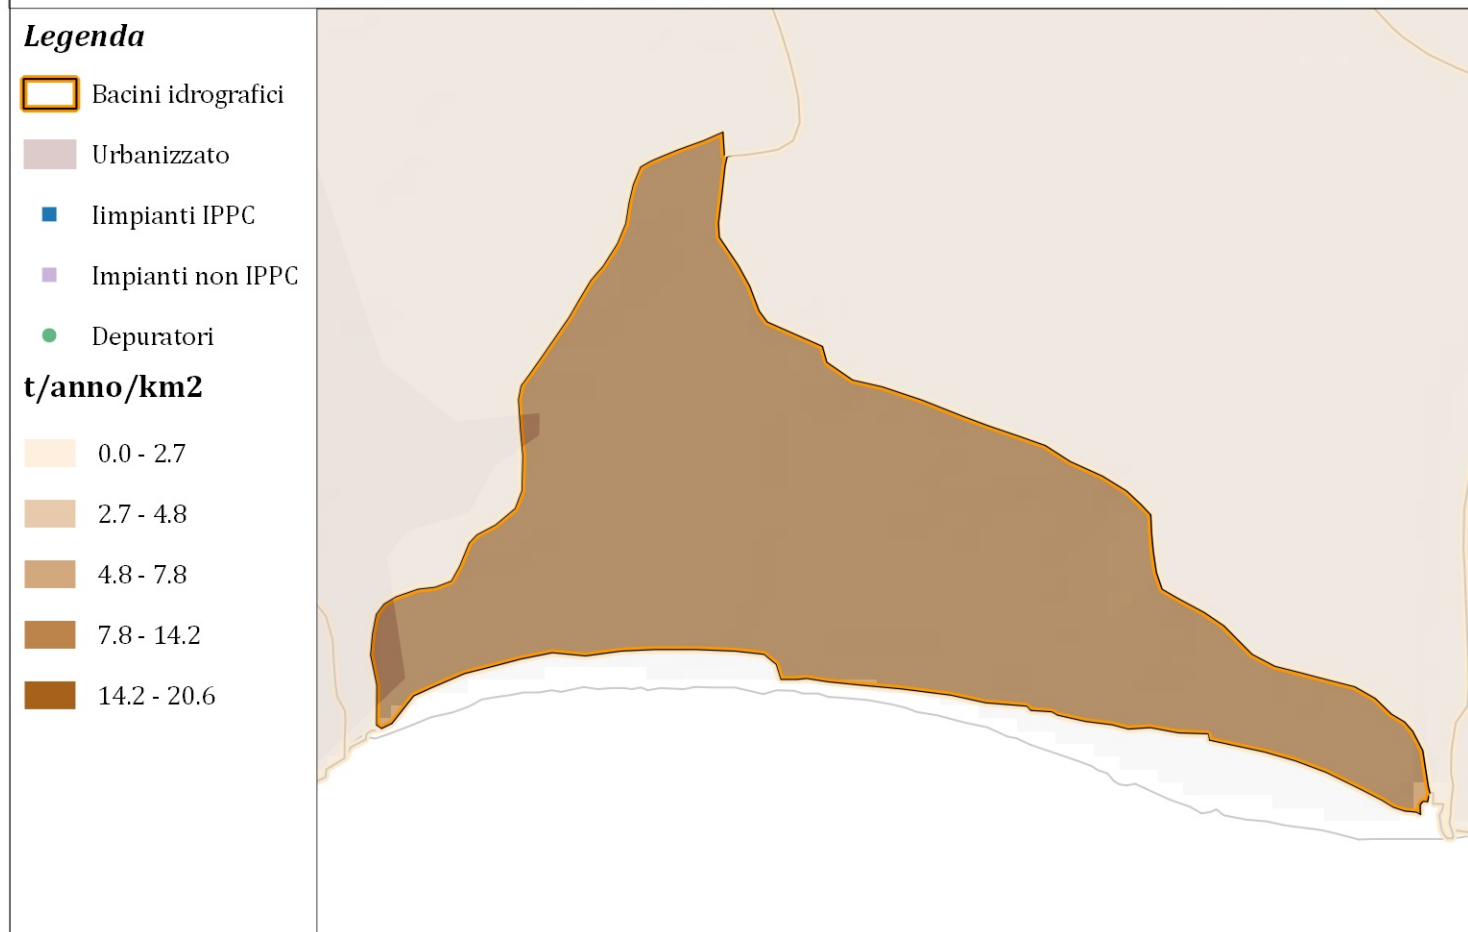 Legenda
Bacini idrografici
Urbanizzato
Iimpianti IPPC
Impianti non IPPC
Depuratori
t/anno/km2
0.0 - 2.7
2.7 - 4.8
4.8 - 7.8
7.8 - 14.2
14.2 - 20.6